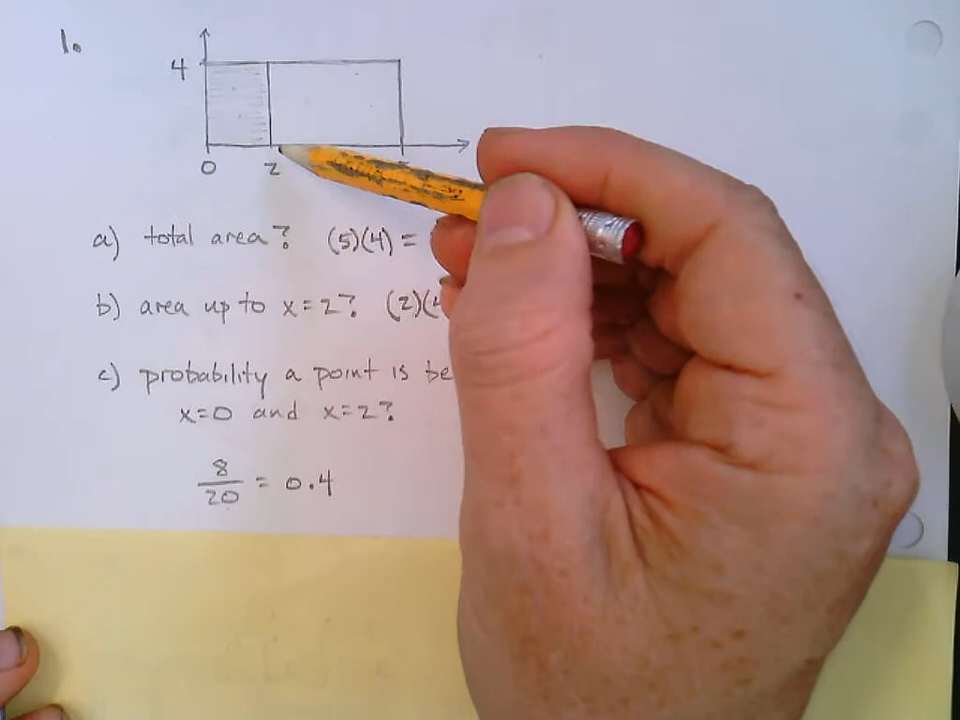 1.
4
0 2
a) total area? (5)(4) =
b) area up to x=2? (2)(
c) probability a point is
x=0 and x=2?
8
20 = 0.4